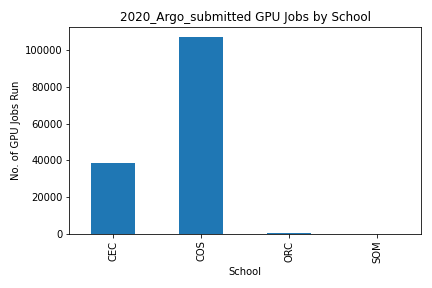 2020_Argo_submitted GPU Jobs by School
No. of GPU Jobs Run
100000
80000
60000
40000
20000
0
CEC
COS
ORC
SOM
School